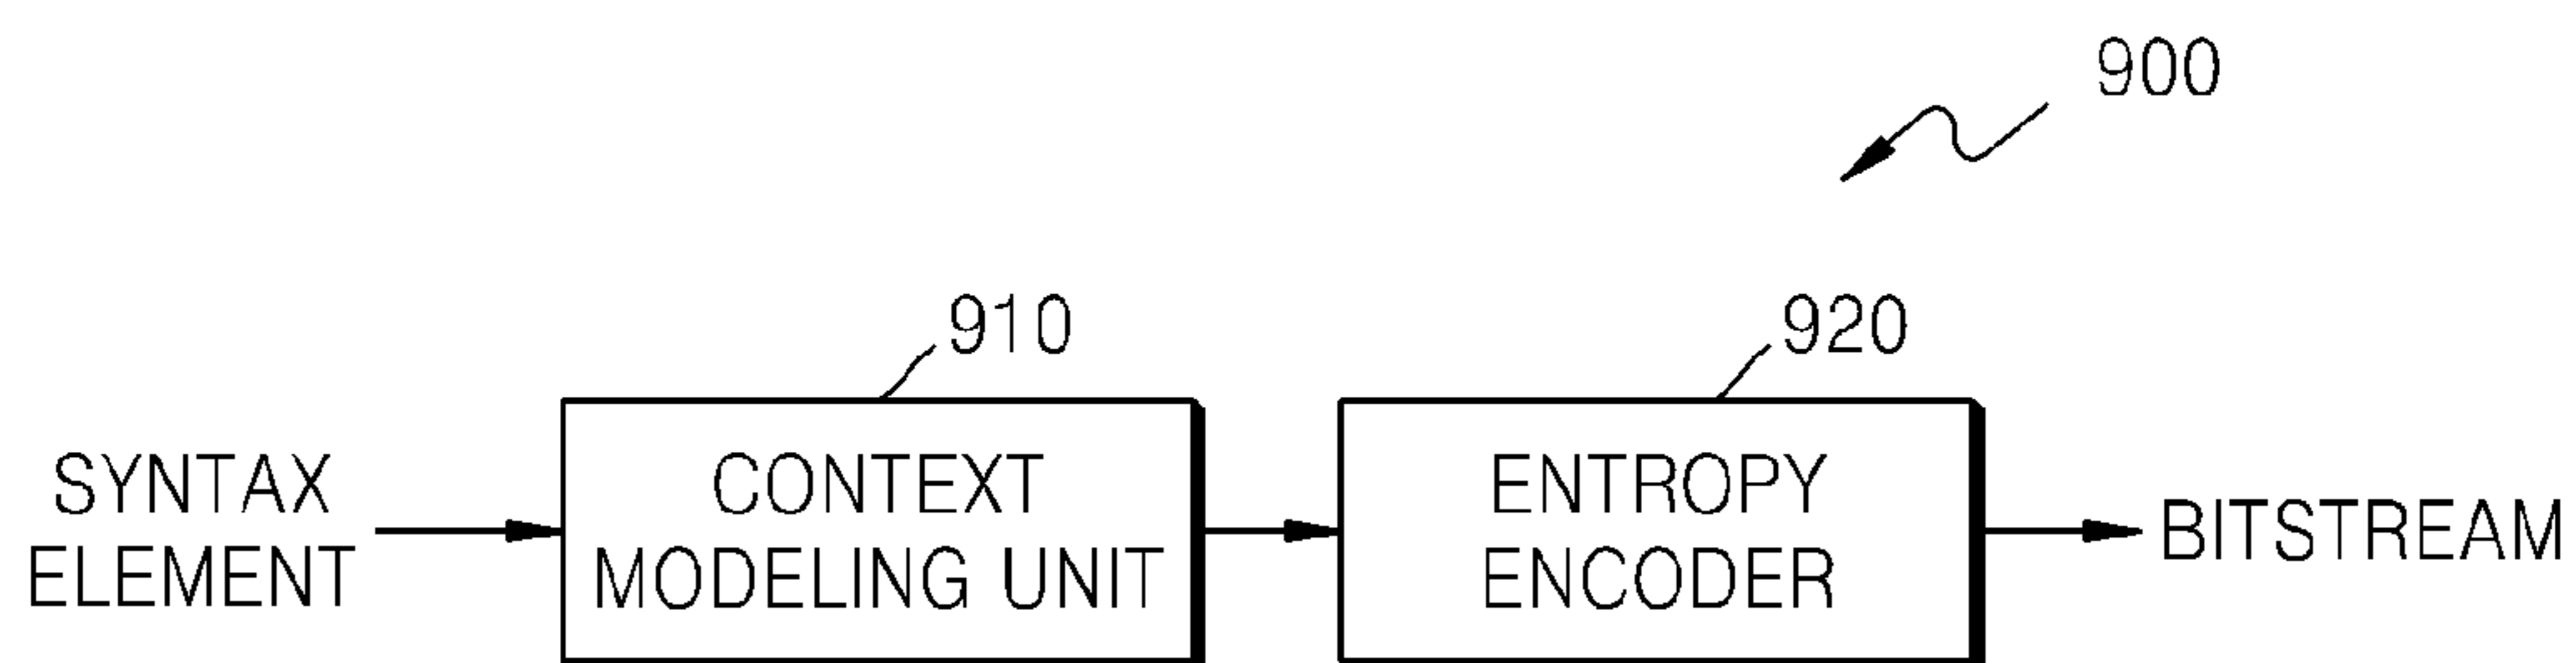 900
910
920
SYNTAX
ELEMENT
CONTEXT
MODELING UNIT
ENTROPY
ENCODER
BITSTREAM